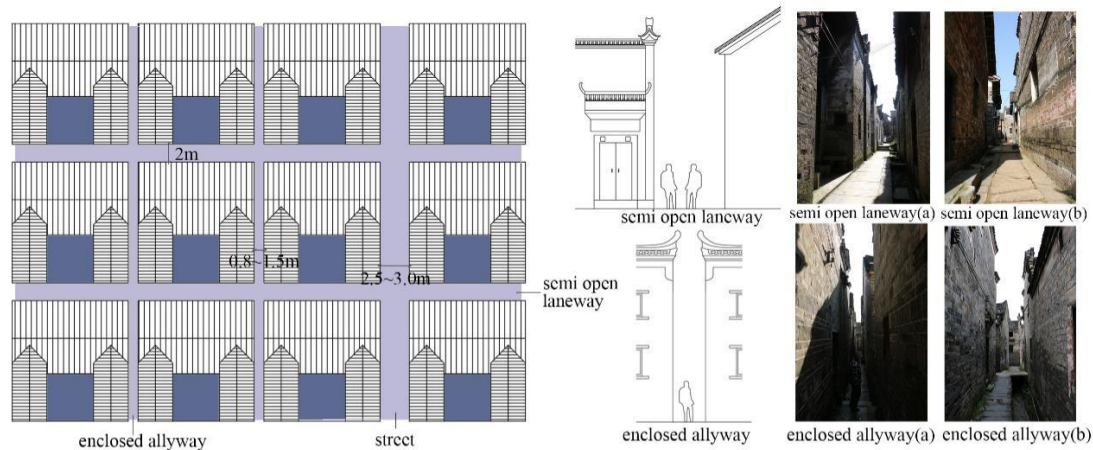 2m
0.8~1.5m
2.5~3.0m
semi open
laneway
enclosed allyway
street
semi open laneway
enclosed allyway
semi open laneway(a)
semi open laneway(b)
enclosed allyway(a)
enclosed allyway(b)